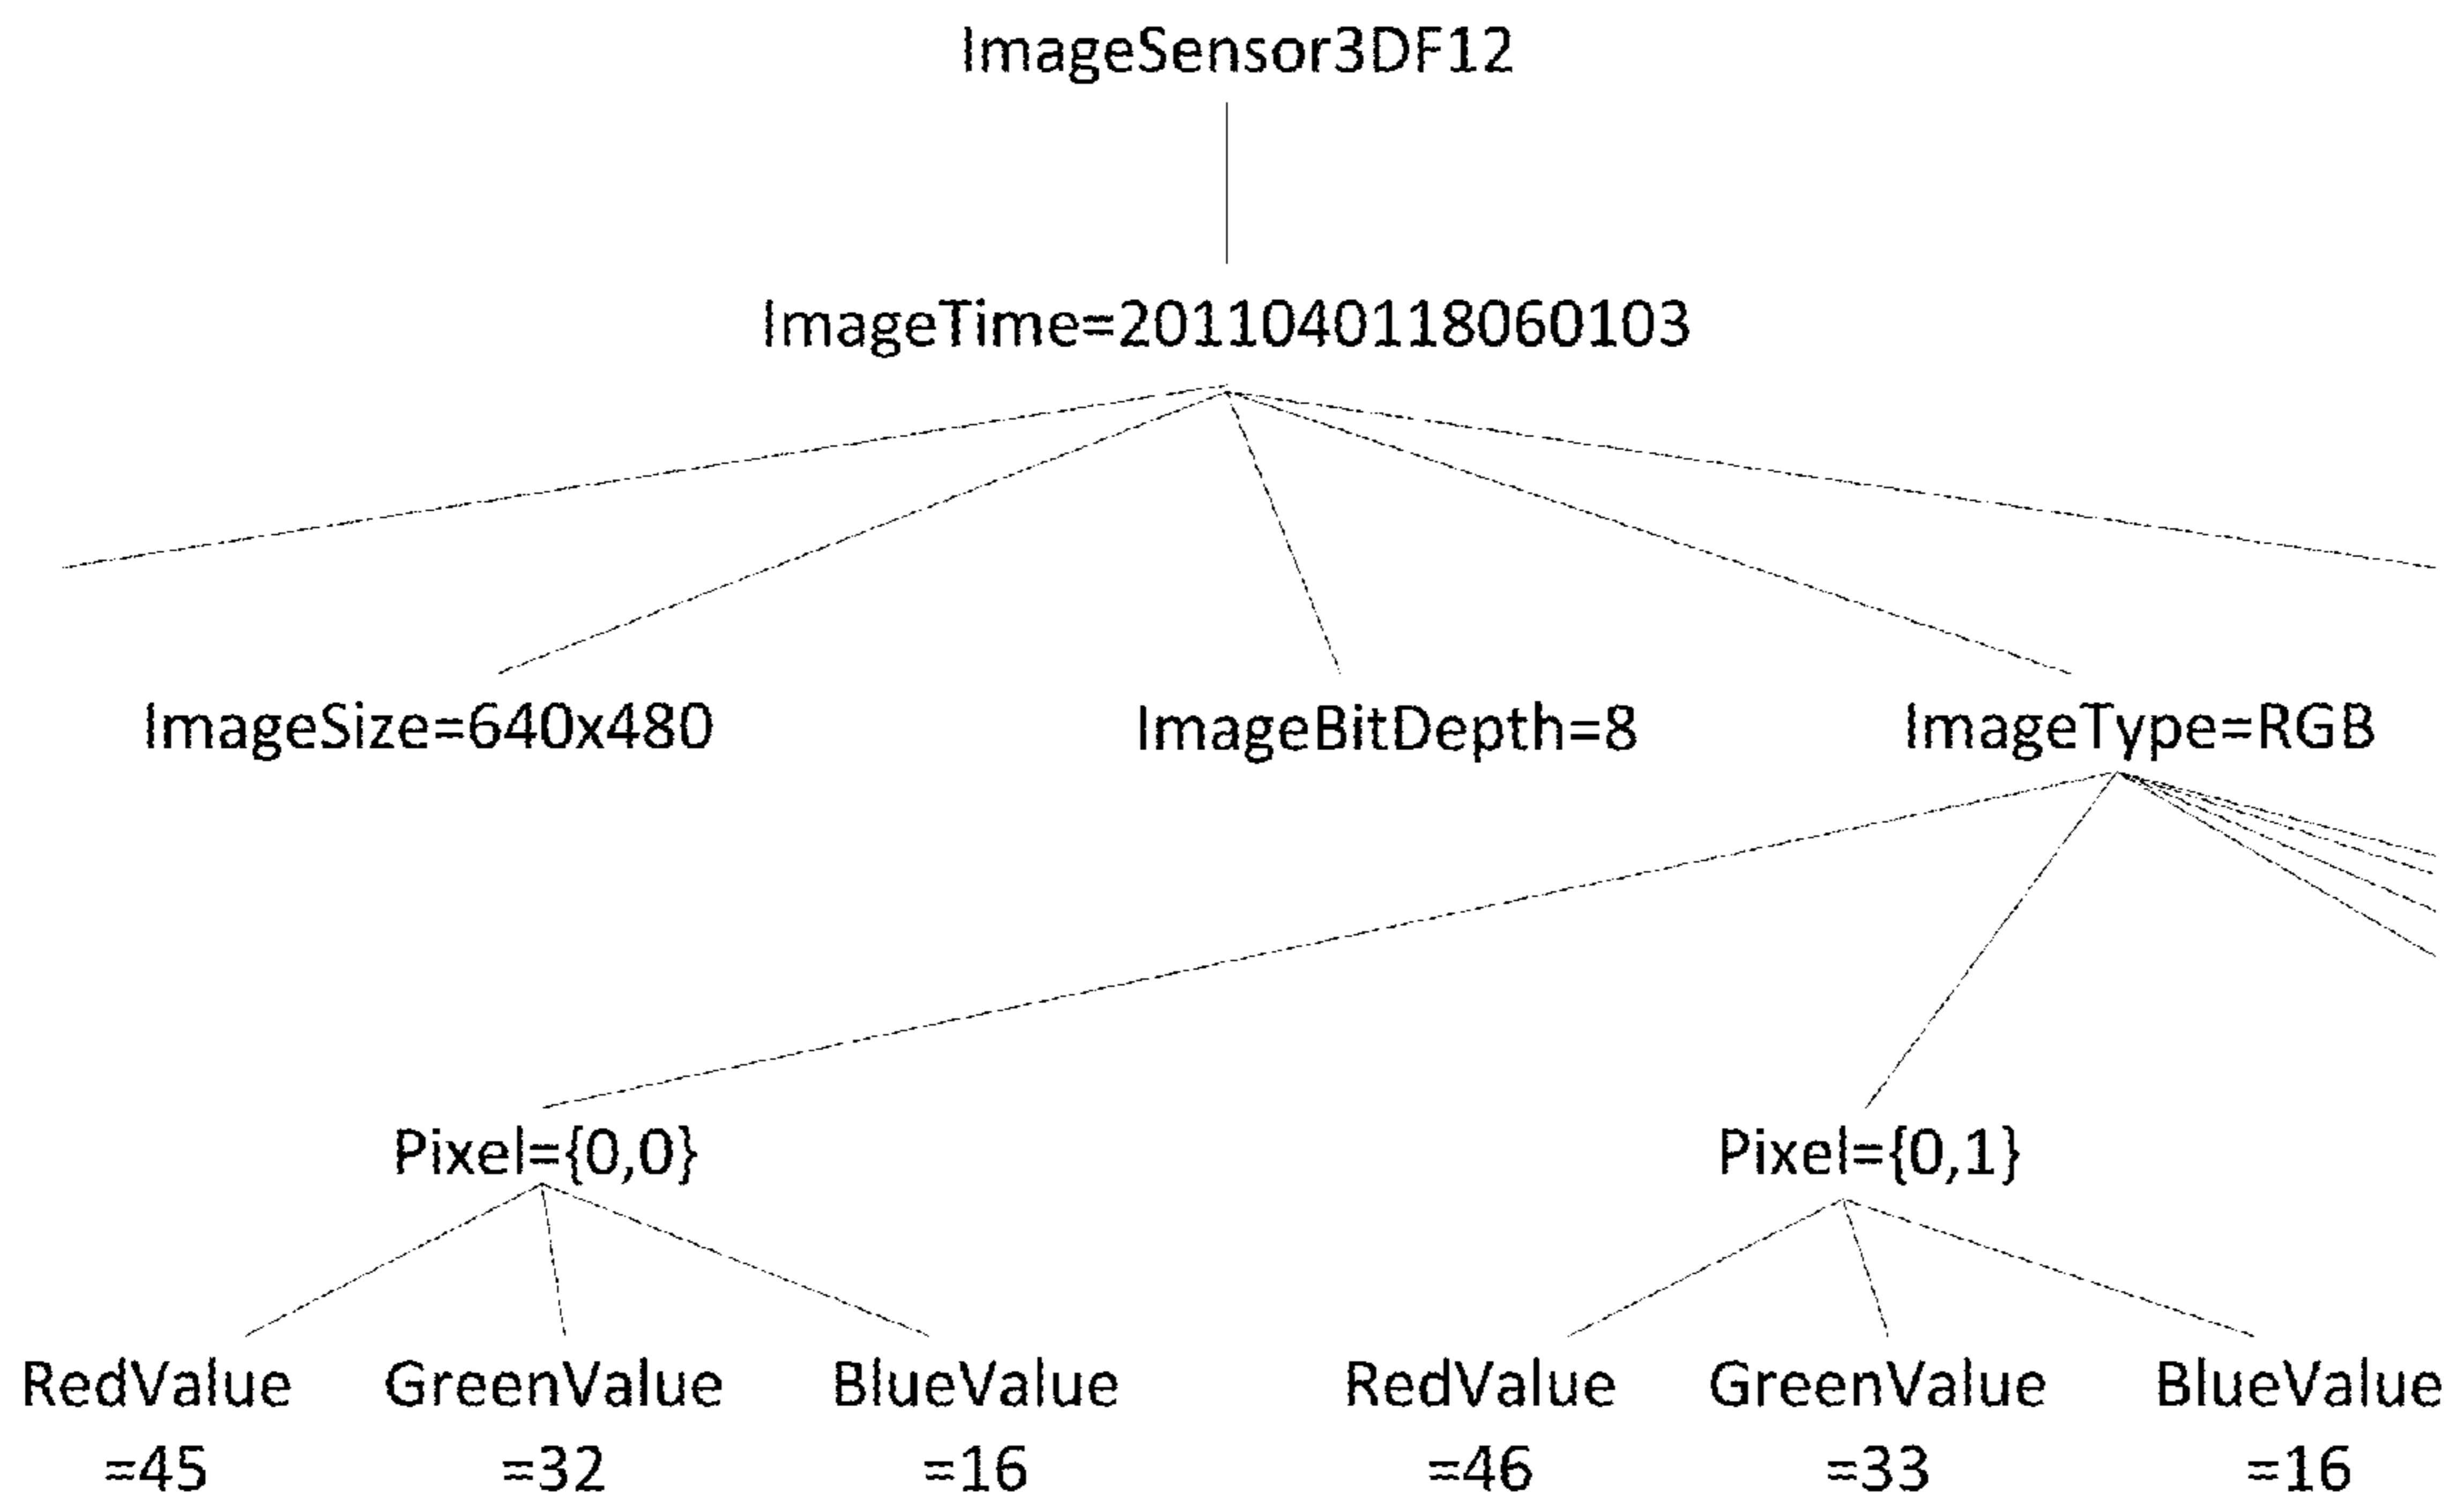 ImageSensor3DF12
ImageTime=2011040118060103
ImageSize=640x480 ImageBitDepth=8 ImageType=RGB
Pixel={0,0} Pixel={0,1}
RedValue GreenValue BlueValue RedValue GreenValue BlueValue
=45 =32 =16 =46 =33 =16